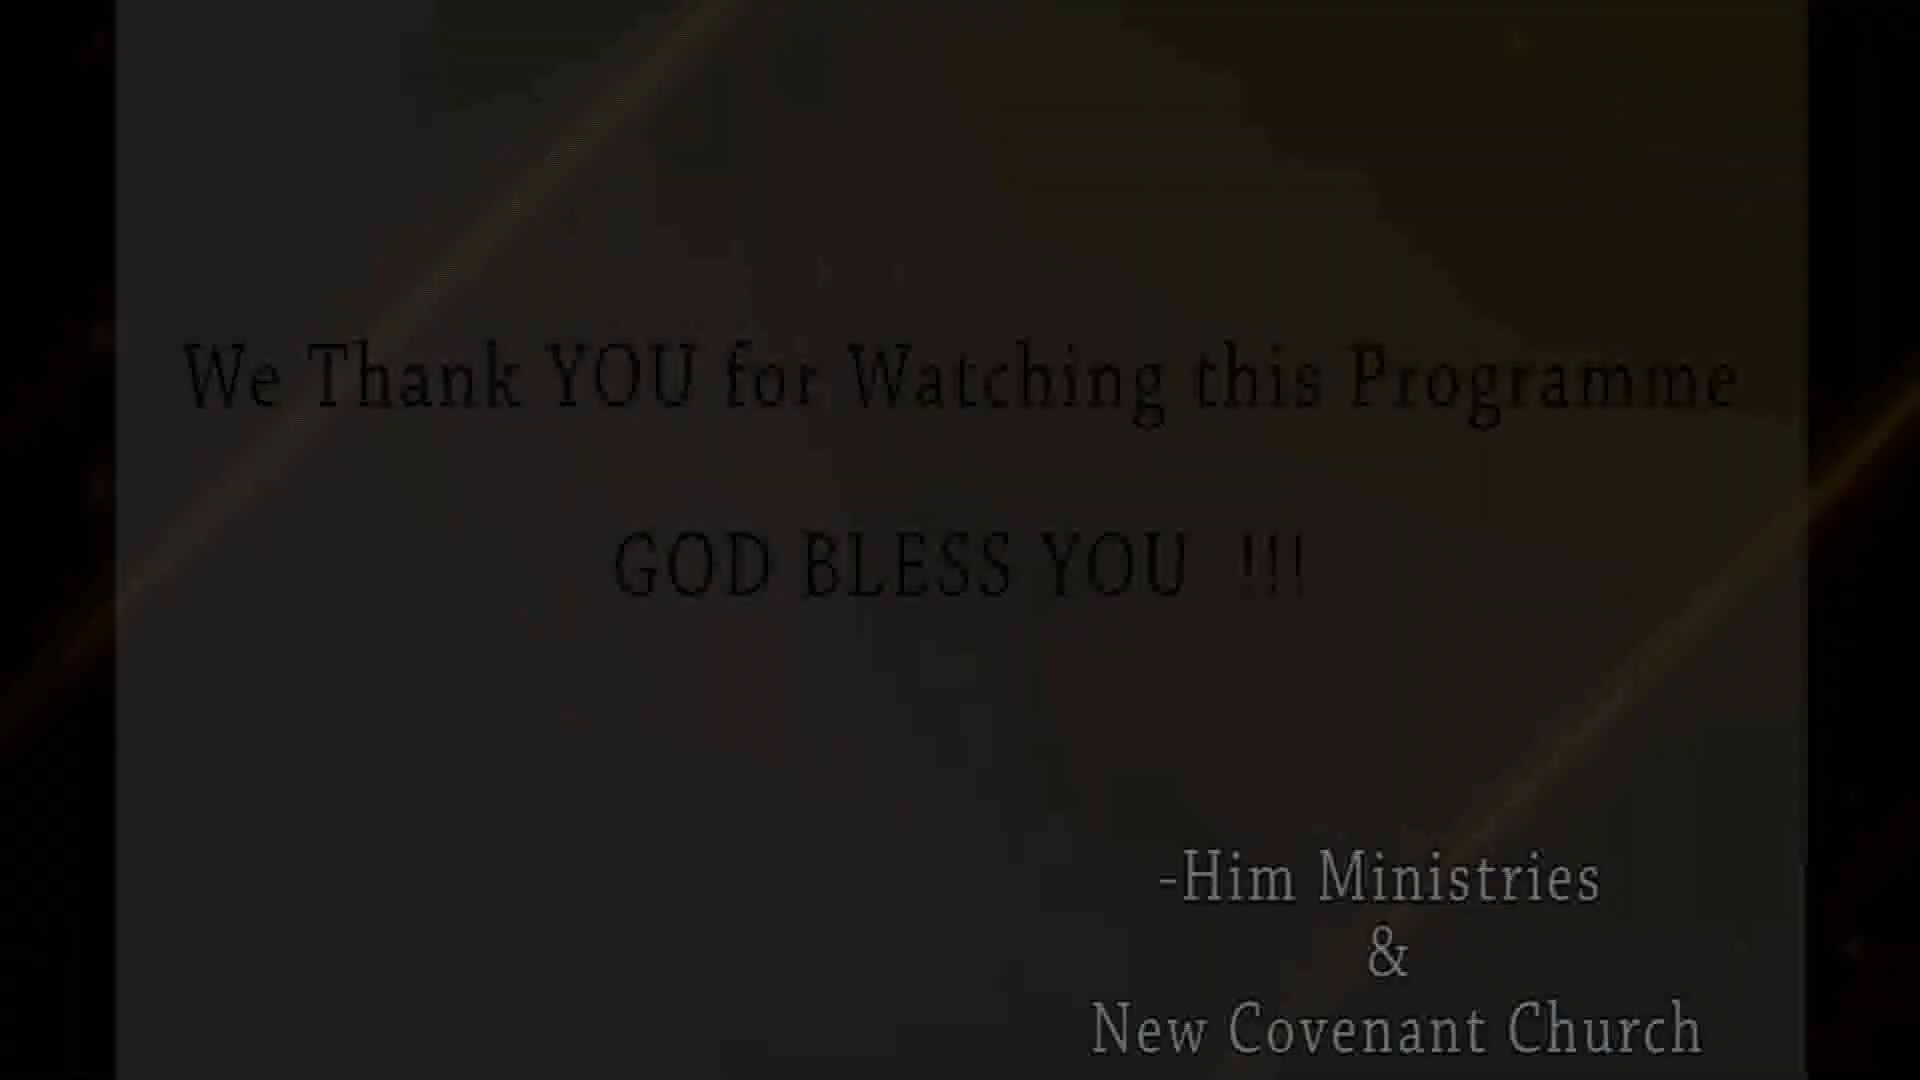 We Thank YOU for Watching this Programme
GOD BLESS YOU !!!
-Him Ministries
&
New Covenant Church